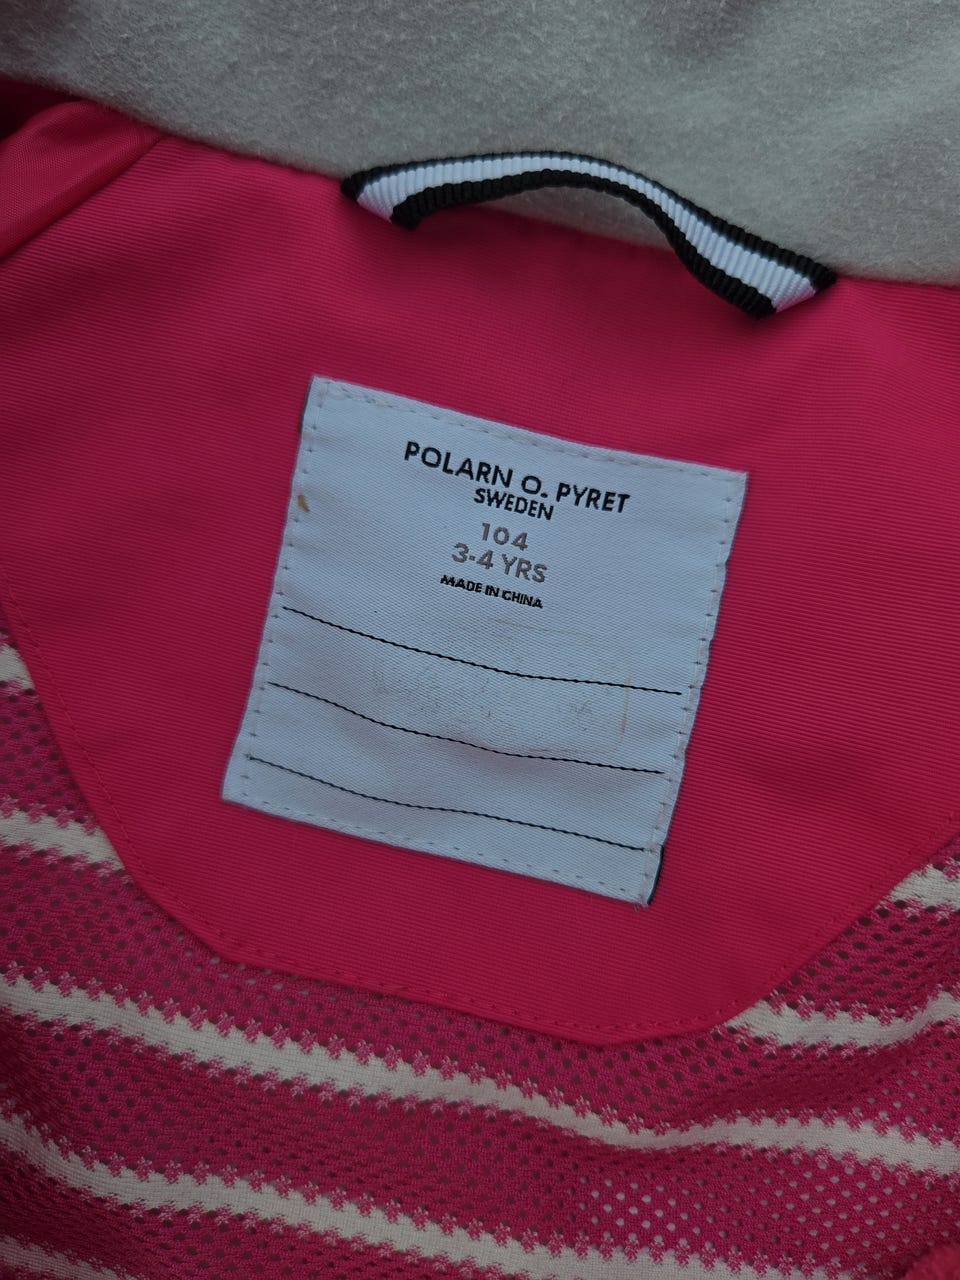 POLARN O. PYRET
SWEDEN
104
3-4 YRS
MADE IN CHINA